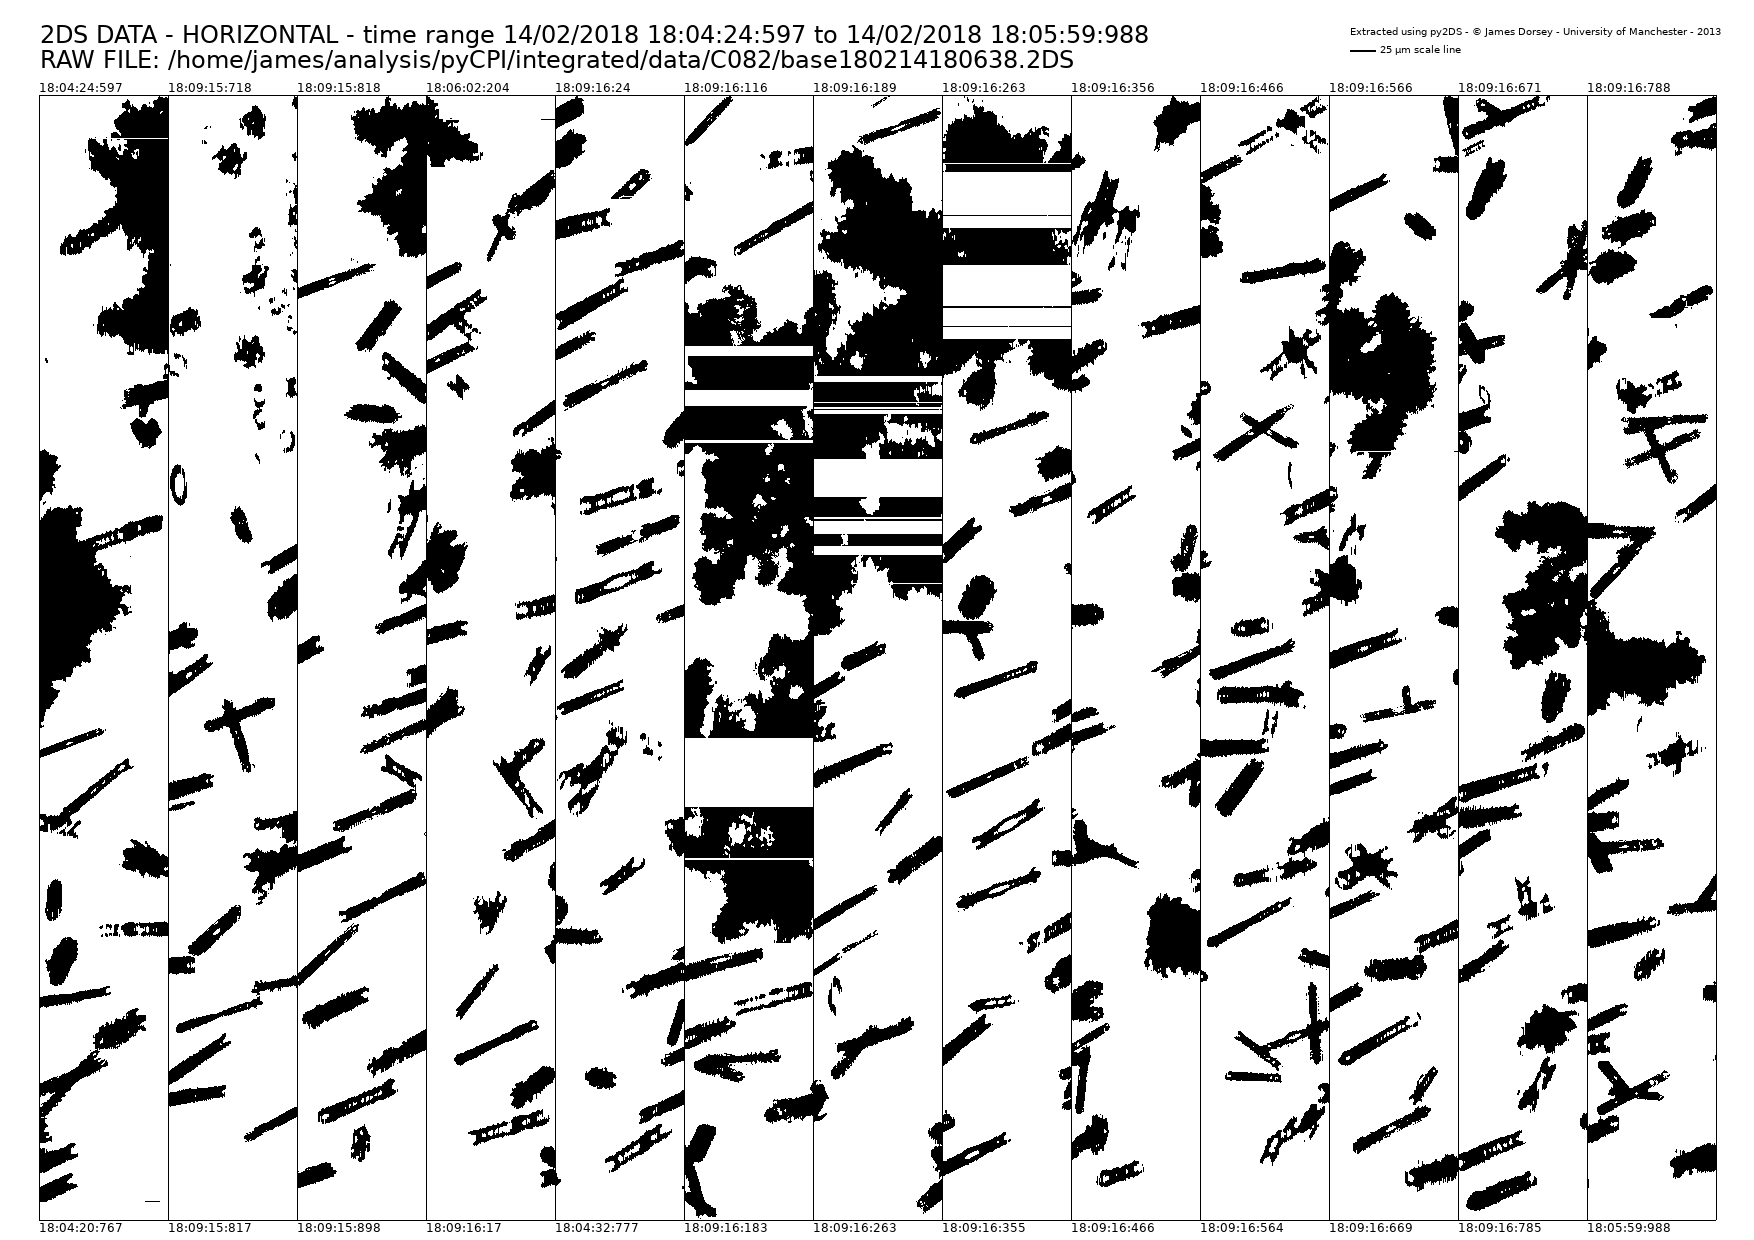 2DS DATA - HORIZONTAL - time range 14/02/2018 18:04:24:597 to 14/02/2018 18:05:59:988
RAW FILE: /home/james/analysis/pyCPI/integrated/data/C082/base180214180638.2DS
Extracted using py2DS - © James Dorsey - University of Manchester - 2013
25 µm scale line
18:04:24:597 18:09:15:718 18:09:15:818 18:06:02:204 18:09:16:24 18:09:16:116 18:09:16:189 18:09:16:263 18:09:16:356 18:09:16:466 18:09:16:566 18:09:16:671 18:09:16:788
18:04:20:767 18:09:15:817 18:09:15:898 18:09:16:17 18:04:32:777 18:09:16:183 18:09:16:263 18:09:16:355 18:09:16:466 18:09:16:564 18:09:16:669 18:09:16:785 18:05:59:988